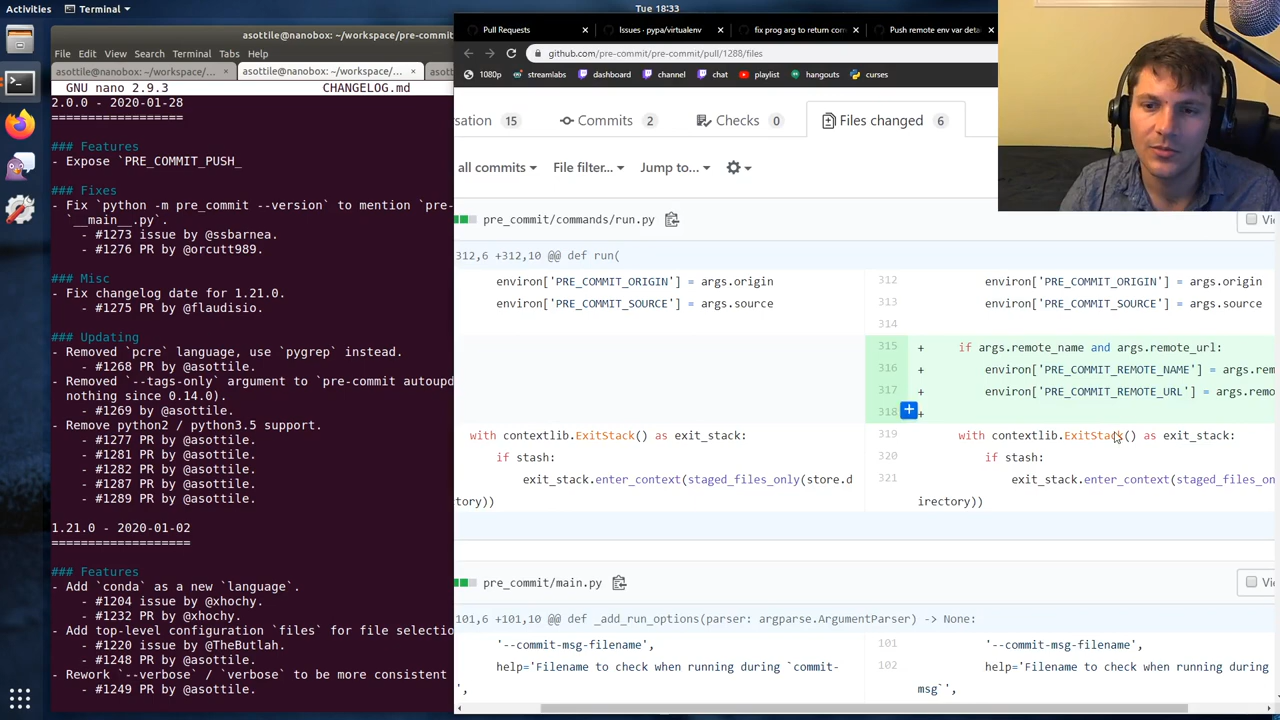 Activities
Terminal
Tue 18:33
asottile@nanobox: ~/workspace/pre-commit
File Edit View Search Terminal Tabs Help
asottile@nanobox: ~/workspace/pre-... ×
asottile@nanobox: ~/workspace/... ×
asottile@nanobox: ~/workspace/pre-
GNU nano 2.9.3 CHANGELOG.md
2.0.0 - 2020-01-28
==================
### Features
- Expose `PRE_COMMIT_PUSH_
### Fixes
- Fix `python -m pre_commit --version` to mention `pre-
`__main__.py`.
- #1273 issue by @ssbarnea.
- #1276 PR by @orcutt989.
### Misc
- Fix changelog date for 1.21.0.
- #1275 PR by @flaudisio.
### Updating
- Removed `pcre` language, use `pygrep` instead.
- #1268 PR by @asottile.
- Removed `--tags-only` argument to `pre-commit autoupd
nothing since 0.14.0).
- #1269 by @asottile.
- Remove python2 / python3.5 support.
- #1277 PR by @asottile.
- #1281 PR by @asottile.
- #1282 PR by @asottile.
- #1287 PR by @asottile.
- #1289 PR by @asottile.
1.21.0 - 2020-01-02
===================
### Features
- Add `conda` as a new `language`.
- #1204 issue by @xhochy.
- #1232 PR by @xhochy.
- Add top-level configuration `files` for file selectio
- #1220 issue by @TheButlah.
- #1248 PR by @asottile.
- Rework `--verbose` / `verbose` to be more consistent
- #1249 PR by @asottile.
Pull Requests ×
Issues · pypa/virtualenv ×
fix prog arg to return com ×
Push remote env var deta ×
github.com/pre-commit/pre-commit/pull/1288/files
1080p streamlabs dashboard channel chat playlist hangouts curses
sation 15
Commits 2
Checks 0
Files changed 6
all commits
File filter...
Jump to...
pre_commit/commands/run.py
Vie
312,6 +312,10 @@ def run(
environ['PRE_COMMIT_ORIGIN'] = args.origin
environ['PRE_COMMIT_SOURCE'] = args.source
with contextlib.ExitStack() as exit_stack:
if stash:
exit_stack.enter_context(staged_files_only(store.d
tory))
312 environ['PRE_COMMIT_ORIGIN'] = args.origin
313 environ['PRE_COMMIT_SOURCE'] = args.source
314
315 + if args.remote_name and args.remote_url:
316 + environ['PRE_COMMIT_REMOTE_NAME'] = args.rem
317 + environ['PRE_COMMIT_REMOTE_URL'] = args.remo
318 +
319 with contextlib.ExitStack() as exit_stack:
320 if stash:
321 exit_stack.enter_context(staged_files_on
irectory))
pre_commit/main.py
Vie
101,6 +101,10 @@ def _add_run_options(parser: argparse.ArgumentParser) -> None:
'--commit-msg-filename',
help='Filename to check when running during `commit-
',
101 '--commit-msg-filename',
102 help='Filename to check when running during
msg`',